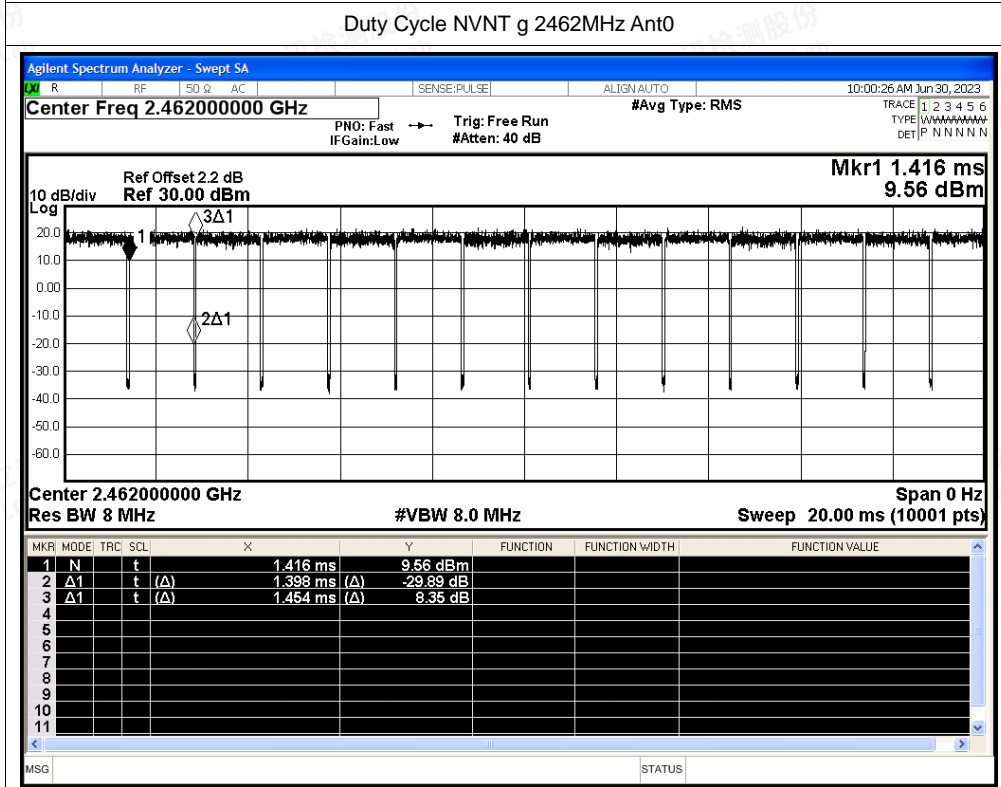 Duty Cycle NVNT g 2462MHz Ant0
Agilent Spectrum Analyzer - Swept SA
LXI R RF 50 Ω AC SENSE:PULSE ALIGN AUTO 10:00:26 AM Jun 30, 2023
Center Freq 2.462000000 GHz #Avg Type: RMS TRACE 1 2 3 4 5 6
PNO: Fast Trig: Free Run TYPE
IFGain:Low #Atten: 40 dB DET P N N N N N
Mkr1 1.416 ms
Ref Offset 2.2 dB
10 dB/div Ref 30.00 dBm 9.56 dBm
Log
3Δ1
20.0
1
10.0
0.00
-10.0
2Δ1
-20.0
-30.0
-40.0
-50.0
-60.0
Center 2.462000000 GHz Span 0 Hz
Res BW 8 MHz #VBW 8.0 MHz Sweep 20.00 ms (10001 pts)
MKR MODE TRC SCL X Y FUNCTION FUNCTION WIDTH FUNCTION VALUE
1 N t 1.416 ms 9.56 dBm
2 Δ1 t (Δ) 1.398 ms (Δ) -29.89 dB
3 Δ1 t (Δ) 1.454 ms (Δ) 8.35 dB
4
5
6
7
8
9
10
11
MSG STATUS